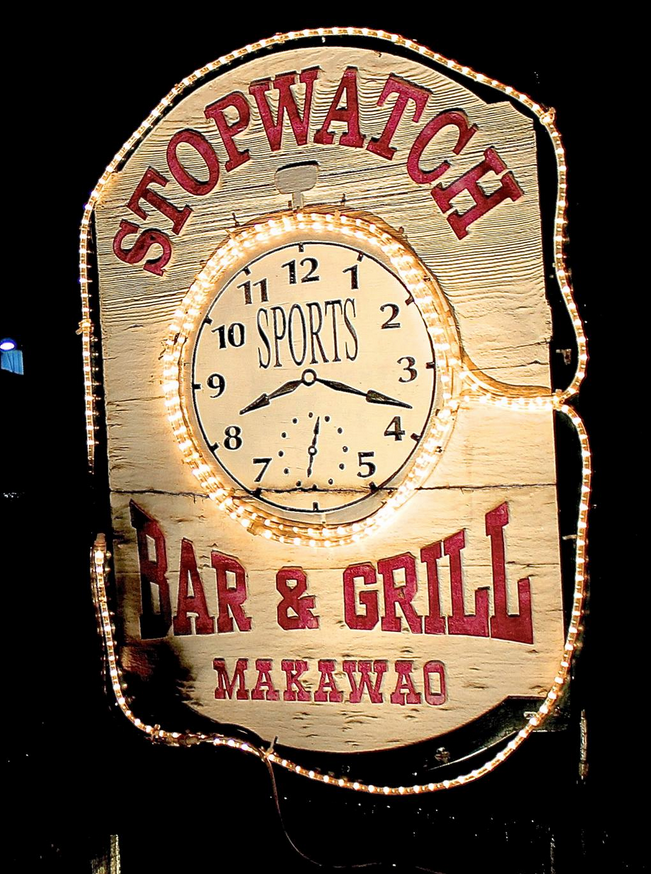 STOPWATCH
12
11 1
SPORTS
10 2
9 3
8 4
7 5
BAR & GRILL
MAKAWAO